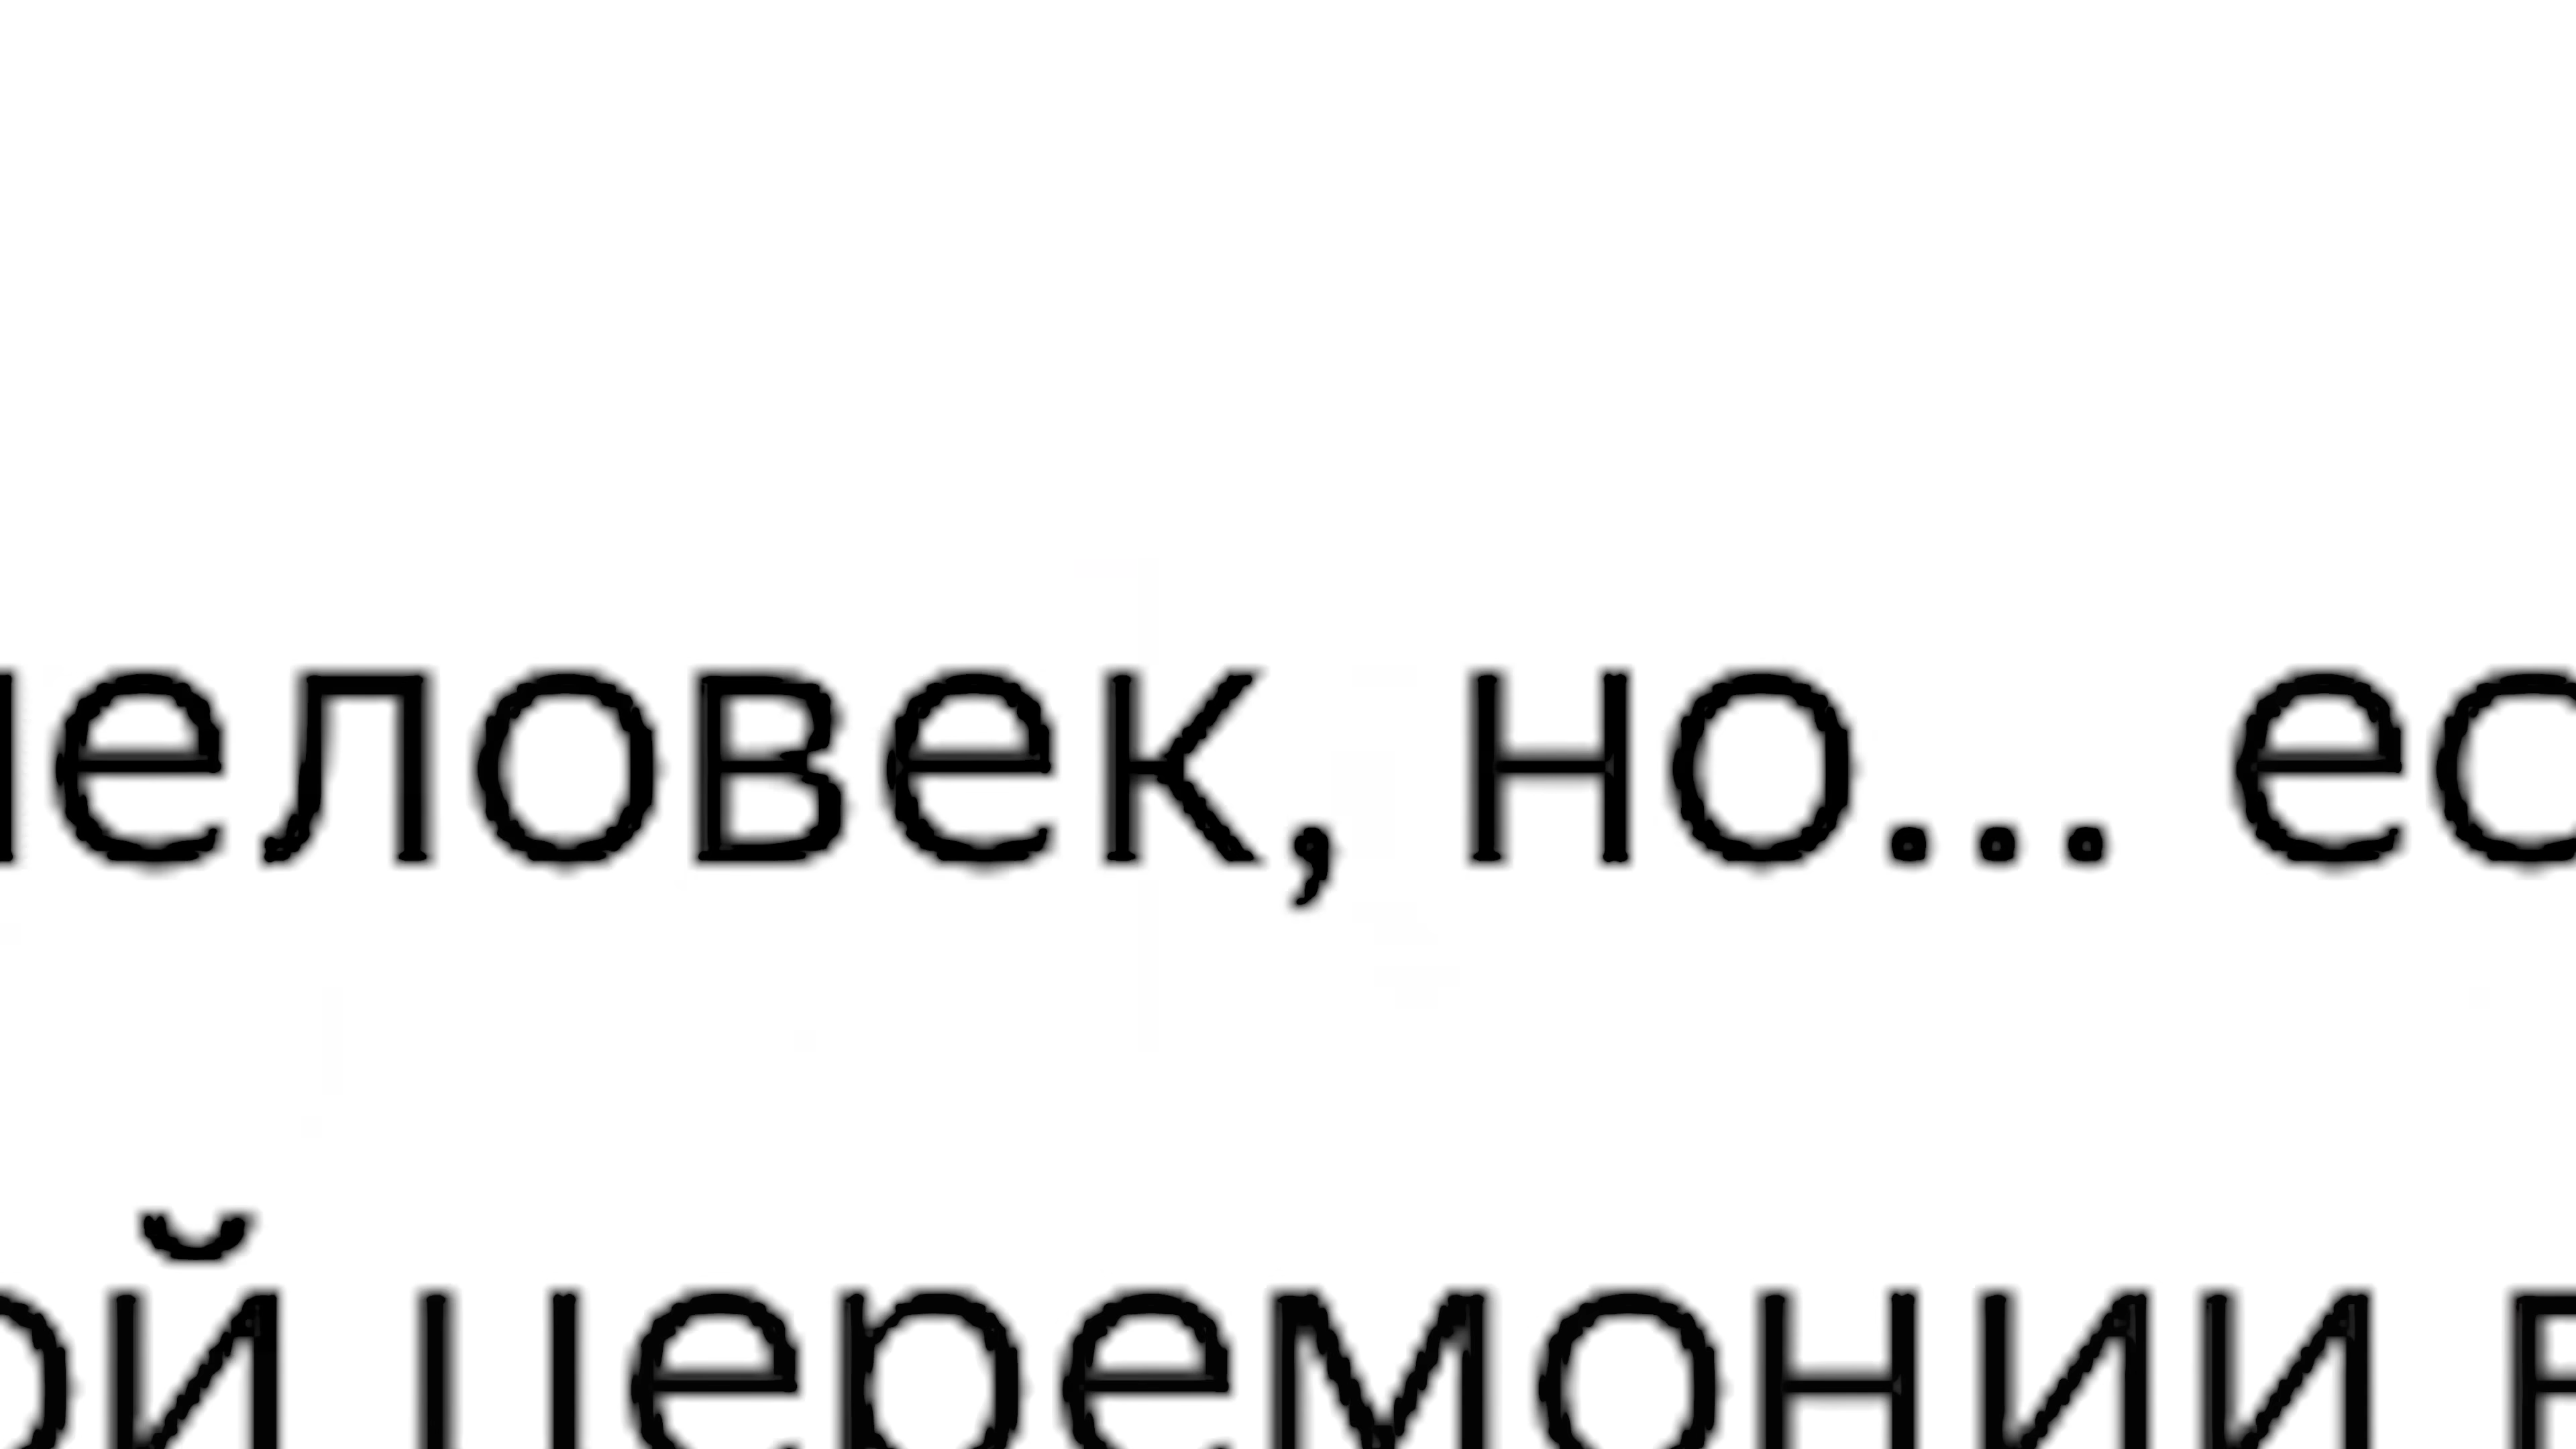 человек, но... ес
ой церемонии в